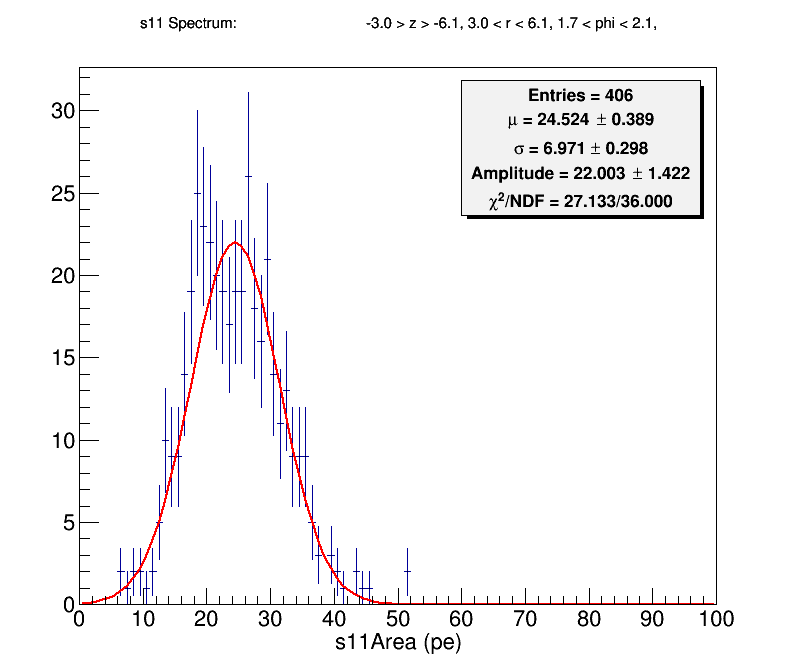 s11 Spectrum: -3.0 > z > -6.1, 3.0 < r < 6.1, 1.7 < phi < 2.1,
Entries = 406
μ = 24.524 ± 0.389
σ = 6.971 ± 0.298
Amplitude = 22.003 ± 1.422
χ²/NDF = 27.133/36.000
30
25
20
15
10
5
0
0 10 20 30 40 50 60 70 80 90 100
s11Area (pe)